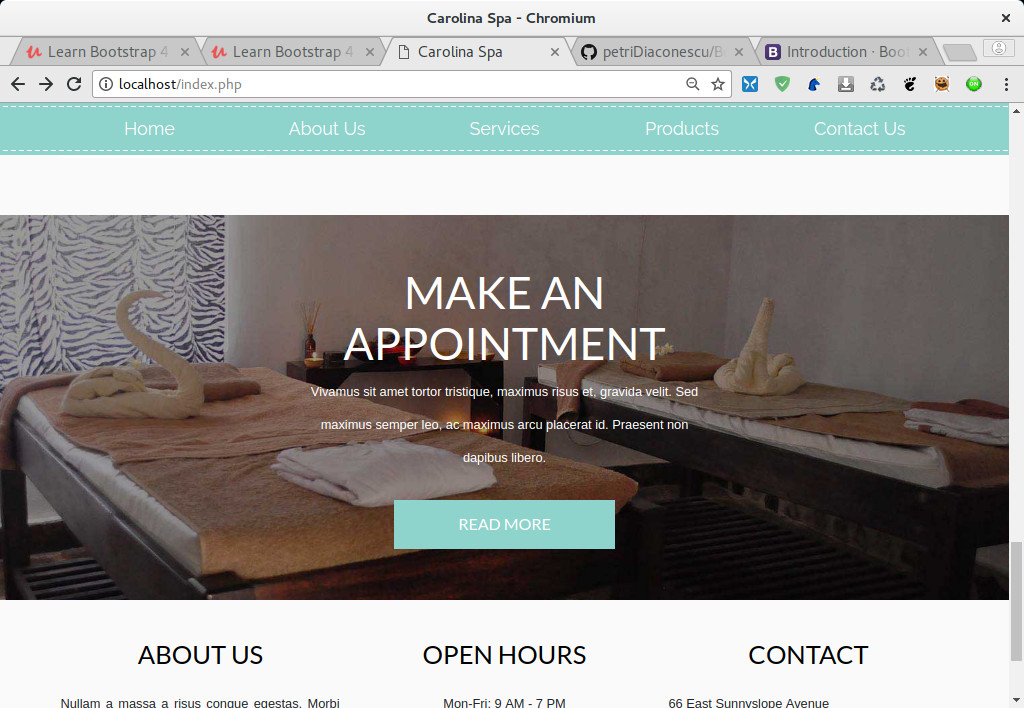 Carolina Spa - Chromium
Learn Bootstrap 4
Learn Bootstrap 4
Carolina Spa
petriDiaconescu/B
Introduction · Boot
localhost/index.php
ON
Home About Us Services Products Contact Us
MAKE AN
APPOINTMENT
Vivamus sit amet tortor tristique, maximus risus et, gravida velit. Sed
maximus semper leo, ac maximus arcu placerat id. Praesent non
dapibus libero.
READ MORE
ABOUT US
OPEN HOURS
CONTACT
Nullam a massa a risus congue egestas. Morbi
Mon-Fri: 9 AM - 7 PM
66 East Sunnyslope Avenue